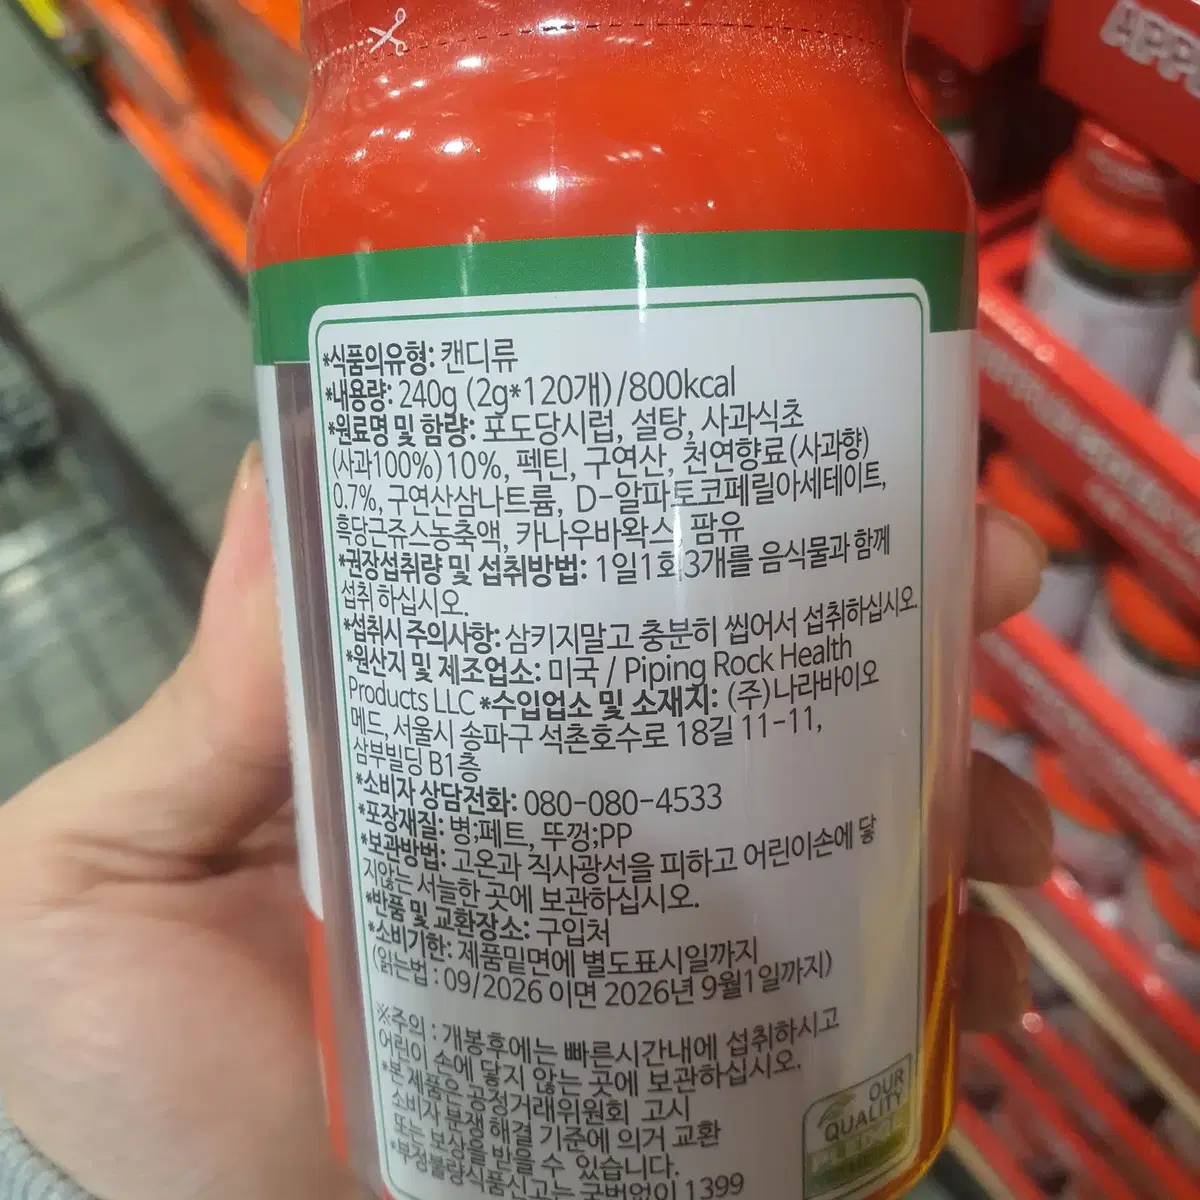 *식품의유형: 캔디류
*내용량: 240g (2g*120개)/800kcal
*원료명 및 함량: 포도당시럽, 설탕, 사과식초
(사과100%)10%, 펙틴, 구연산, 천연향료(사과향)
0.7%, 구연산삼나트륨, D-알파토코페릴아세테이트,
흑당근쥬스농축액, 카나우바왁스, 팜유
*권장섭취량 및 섭취방법: 1일1회3개를 음식물과 함께
섭취 하십시오.
*섭취시 주의사항: 삼키지말고 충분히 씹어서 섭취하십시오.
*원산지 및 제조업소: 미국 / Piping Rock Health
Products LLC *수입업소 및 소재지: (주)나라바이오
메드, 서울시 송파구 석촌호수로 18길 11-11,
삼부빌딩 B1층
*소비자 상담전화: 080-080-4533
*포장재질: 병;페트, 뚜껑;PP
*보관방법: 고온과 직사광선을 피하고 어린이손에 닿
지않는 서늘한 곳에 보관하십시오.
*반품 및 교환장소: 구입처
*소비기한: 제품밑면에 별도표시일까지
(읽는법 : 09/2026 이면 2026년 9월1일까지)
※주의 : 개봉후에는 빠른시간내에 섭취하시고
어린이 손에 닿지 않는 곳에 보관하십시오.
*본제품은 공정거래위원회 고시
소비자 분쟁 해결 기준에 의거 교환
또는 보상을 받을 수 있습니다.
*부정불량식품신고는 국번없이 1399
OUR
QUALITY